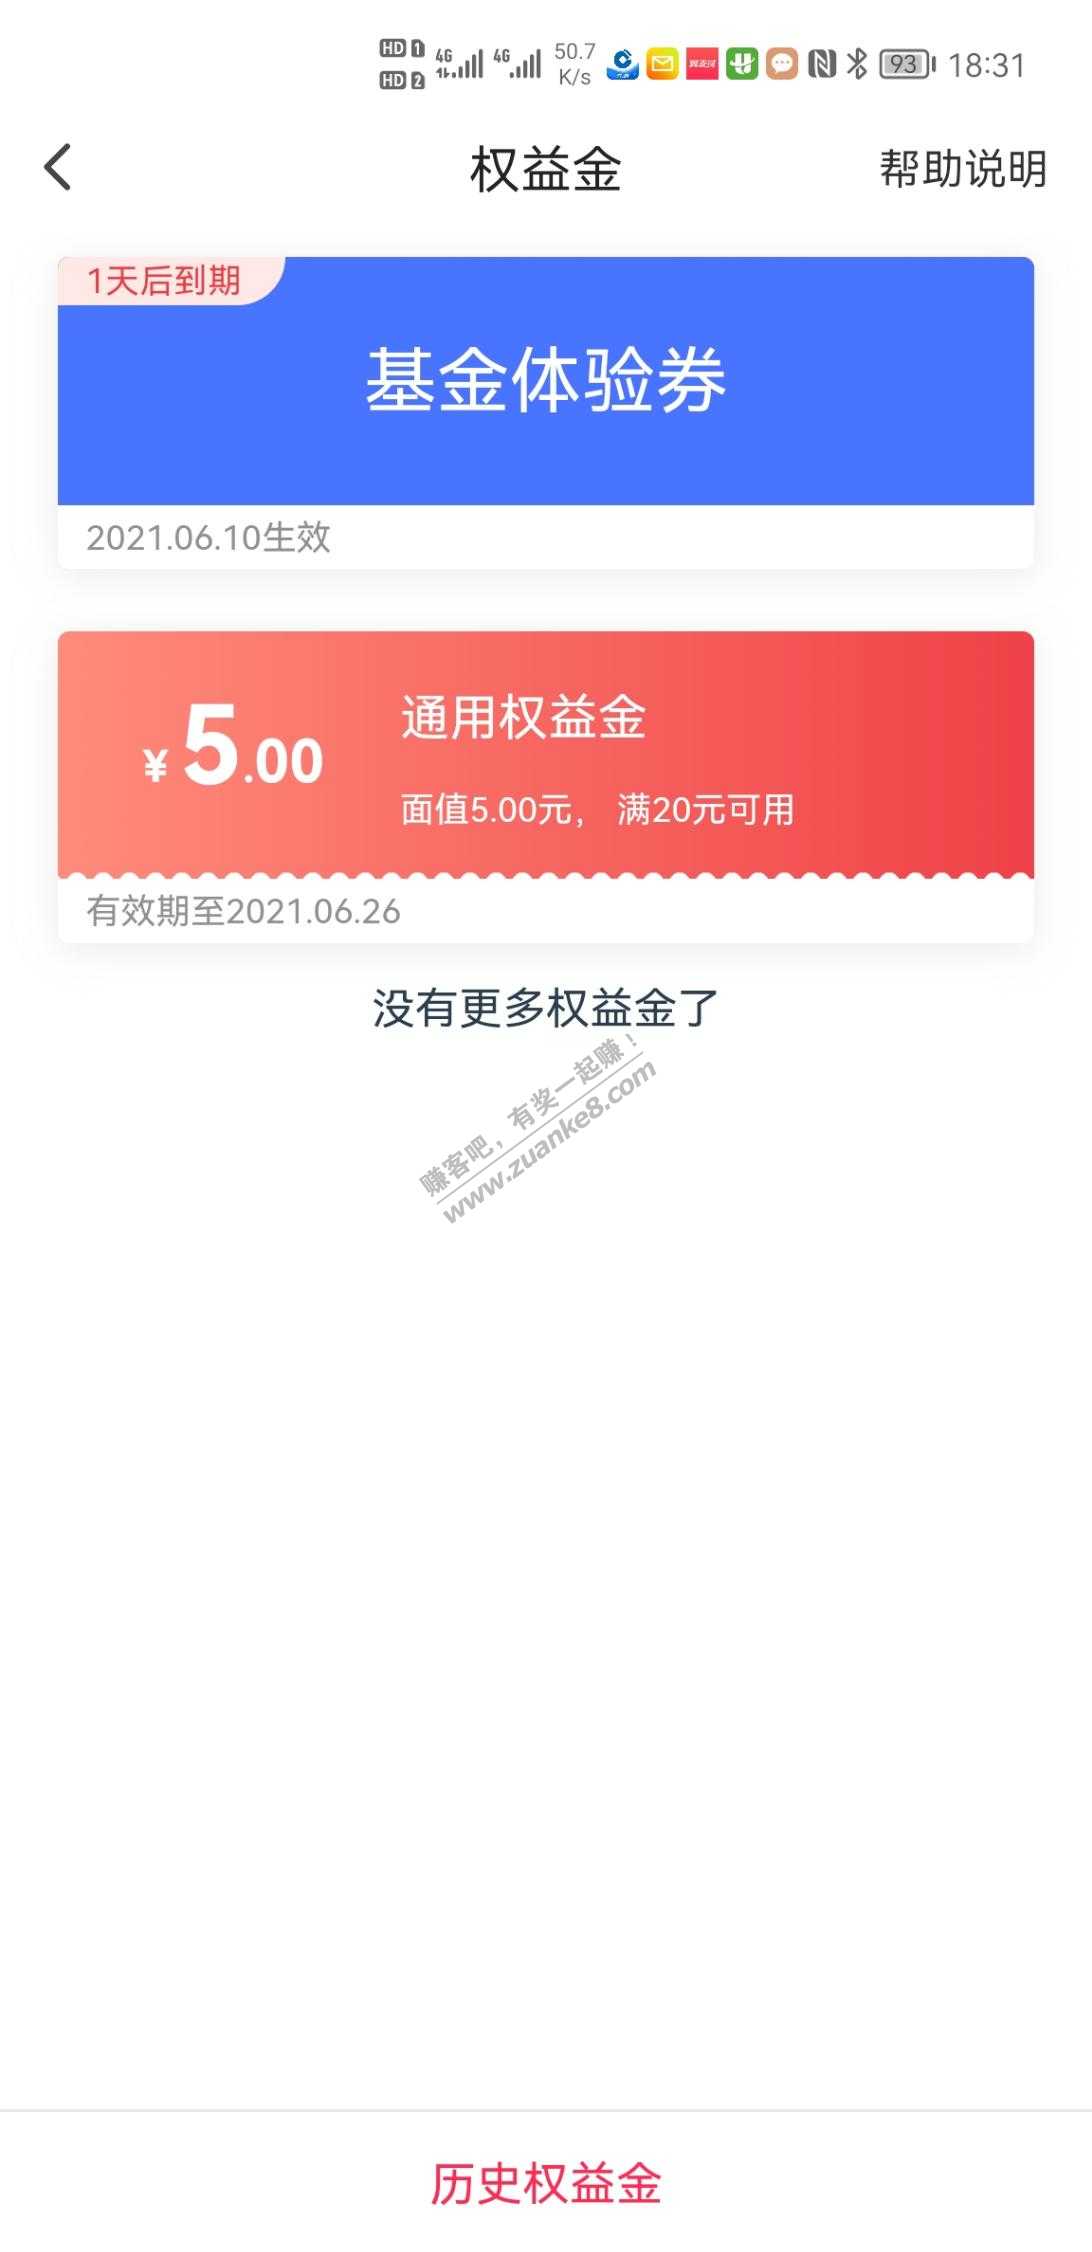 HD 1 4G 4G 50.7 93 18:31
HD 2 K/s
权益金 帮助说明
1天后到期
基金体验券
2021.06.10生效
¥5.00 通用权益金
面值5.00元， 满20元可用
有效期至2021.06.26
没有更多权益金了
赚客吧，有奖一起赚！
www.zuanke8.com
历史权益金